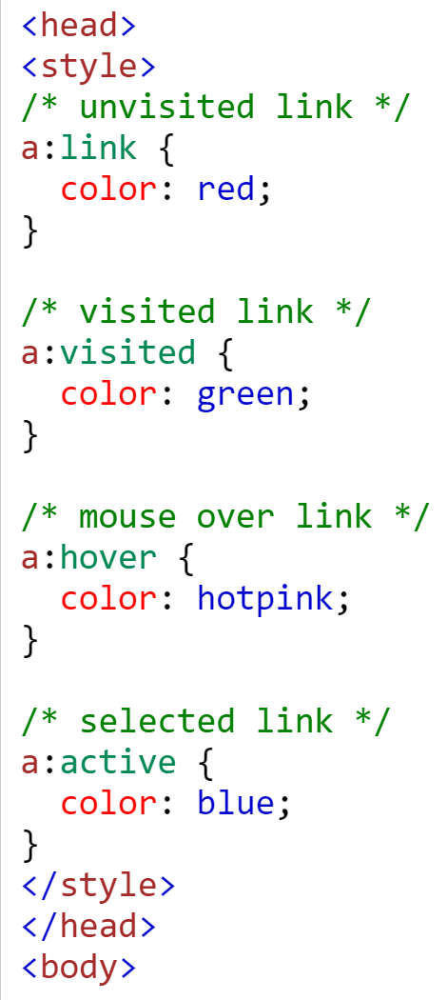 <head>
<style>
/* unvisited link */
a:link {
  color: red;
}

/* visited link */
a:visited {
  color: green;
}

/* mouse over link */
a:hover {
  color: hotpink;
}

/* selected link */
a:active {
  color: blue;
}
</style>
</head>
<body>